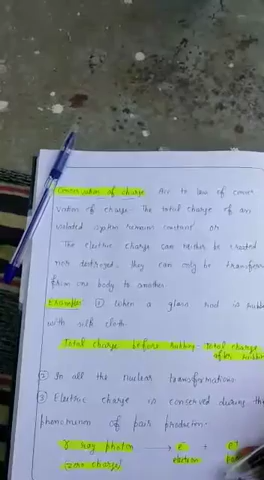 Conservation of charge Acc to law of conser
vation of charge. The total charge of an
isolated system remains constant or
The electric charge can neither be created
nor destroyed. They can only be transfer
from one body to another.
Examples ① When a glass rod is rubb
with silk cloth.
Total charge before rubbing = Total charge
after rubbin
② In all the nuclear transformations.
③ Electric charge is conserved during th
phenomenon of pair production.
γ ray photon → e⁻ + e⁺
(zero charge) electron